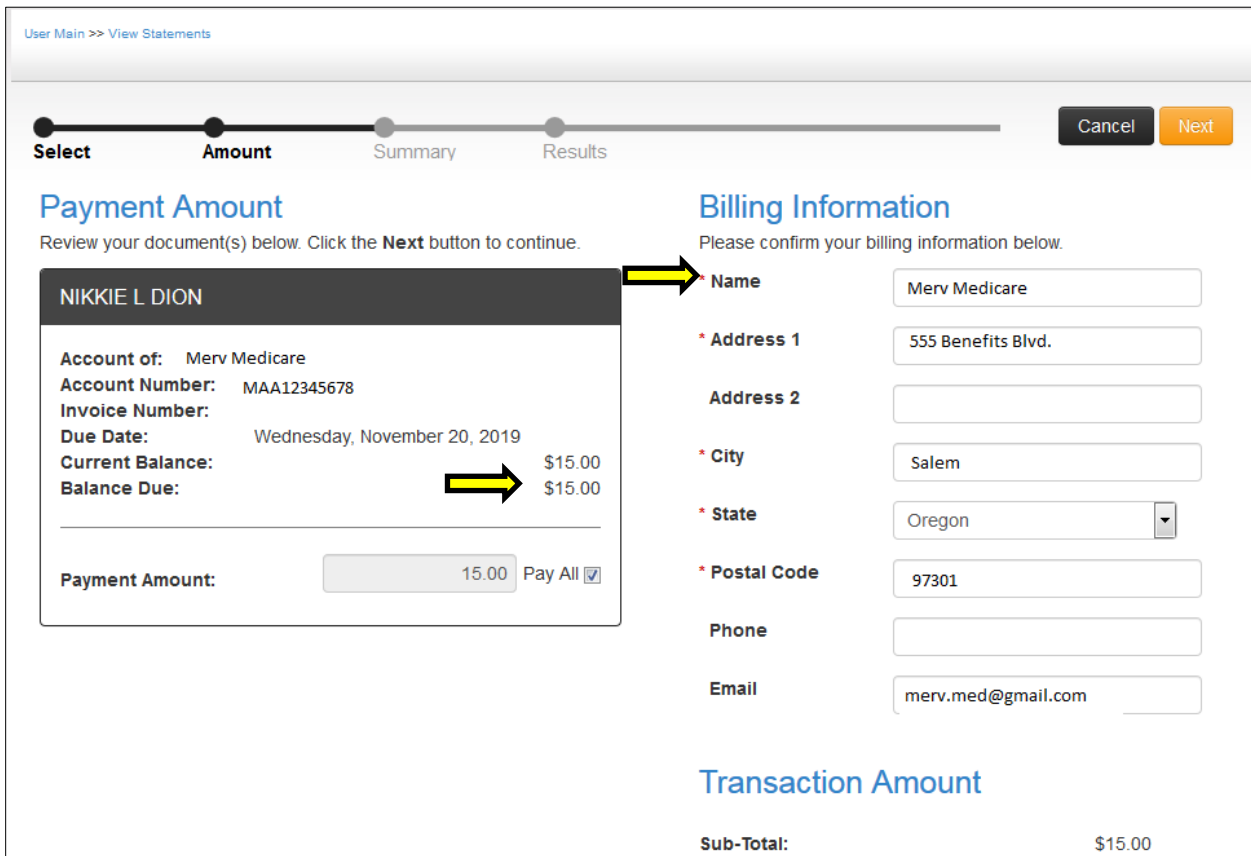 User Main >> View Statements
Cancel Next
Select Amount Summary Results
Payment Amount
Review your document(s) below. Click the Next button to continue.
NIKKIE L DION
Account of: Merv Medicare
Account Number: MAA12345678
Invoice Number:
Due Date: Wednesday, November 20, 2019
Current Balance: $15.00
Balance Due: $15.00
Payment Amount: 15.00 Pay All
Billing Information
Please confirm your billing information below.
* Name Merv Medicare
* Address 1 555 Benefits Blvd.
Address 2
* City Salem
* State Oregon
* Postal Code 97301
Phone
Email merv.med@gmail.com
Transaction Amount
Sub-Total: $15.00